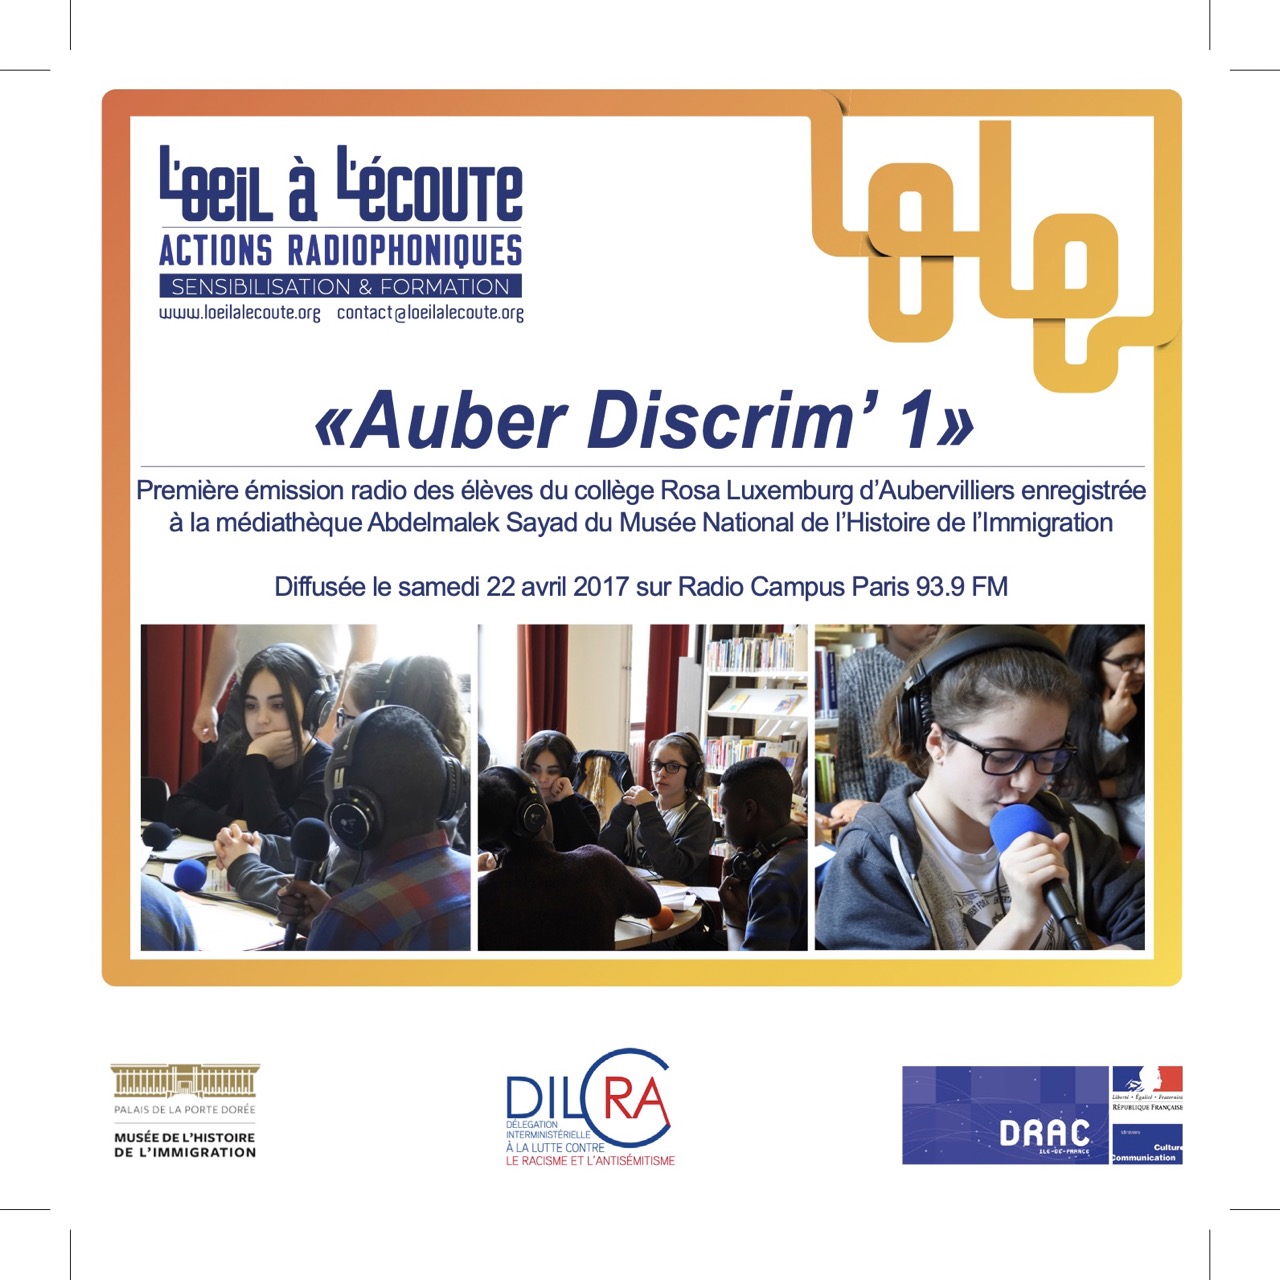 L'oeil à L'écoute
ACTIONS RADIOPHONIQUES
SENSIBILISATION & FORMATION
www.loeilalecoute.org contact@loeilalecoute.org
«Auber Discrim’ 1»
Première émission radio des élèves du collège Rosa Luxemburg d’Aubervilliers enregistrée
à la médiathèque Abdelmalek Sayad du Musée National de l’Histoire de l’Immigration
Diffusée le samedi 22 avril 2017 sur Radio Campus Paris 93.9 FM
PALAIS DE LA PORTE DORÉE
MUSÉE DE L’HISTOIRE
DE L’IMMIGRATION
DILCRA
DÉLÉGATION
INTERMINISTÉRIELLE
À LA LUTTE CONTRE
LE RACISME ET L’ANTISÉMITISME
DRAC
ILE-DE-FRANCE
Liberté • Égalité • Fraternité
RÉPUBLIQUE FRANÇAISE
Culture
Communication